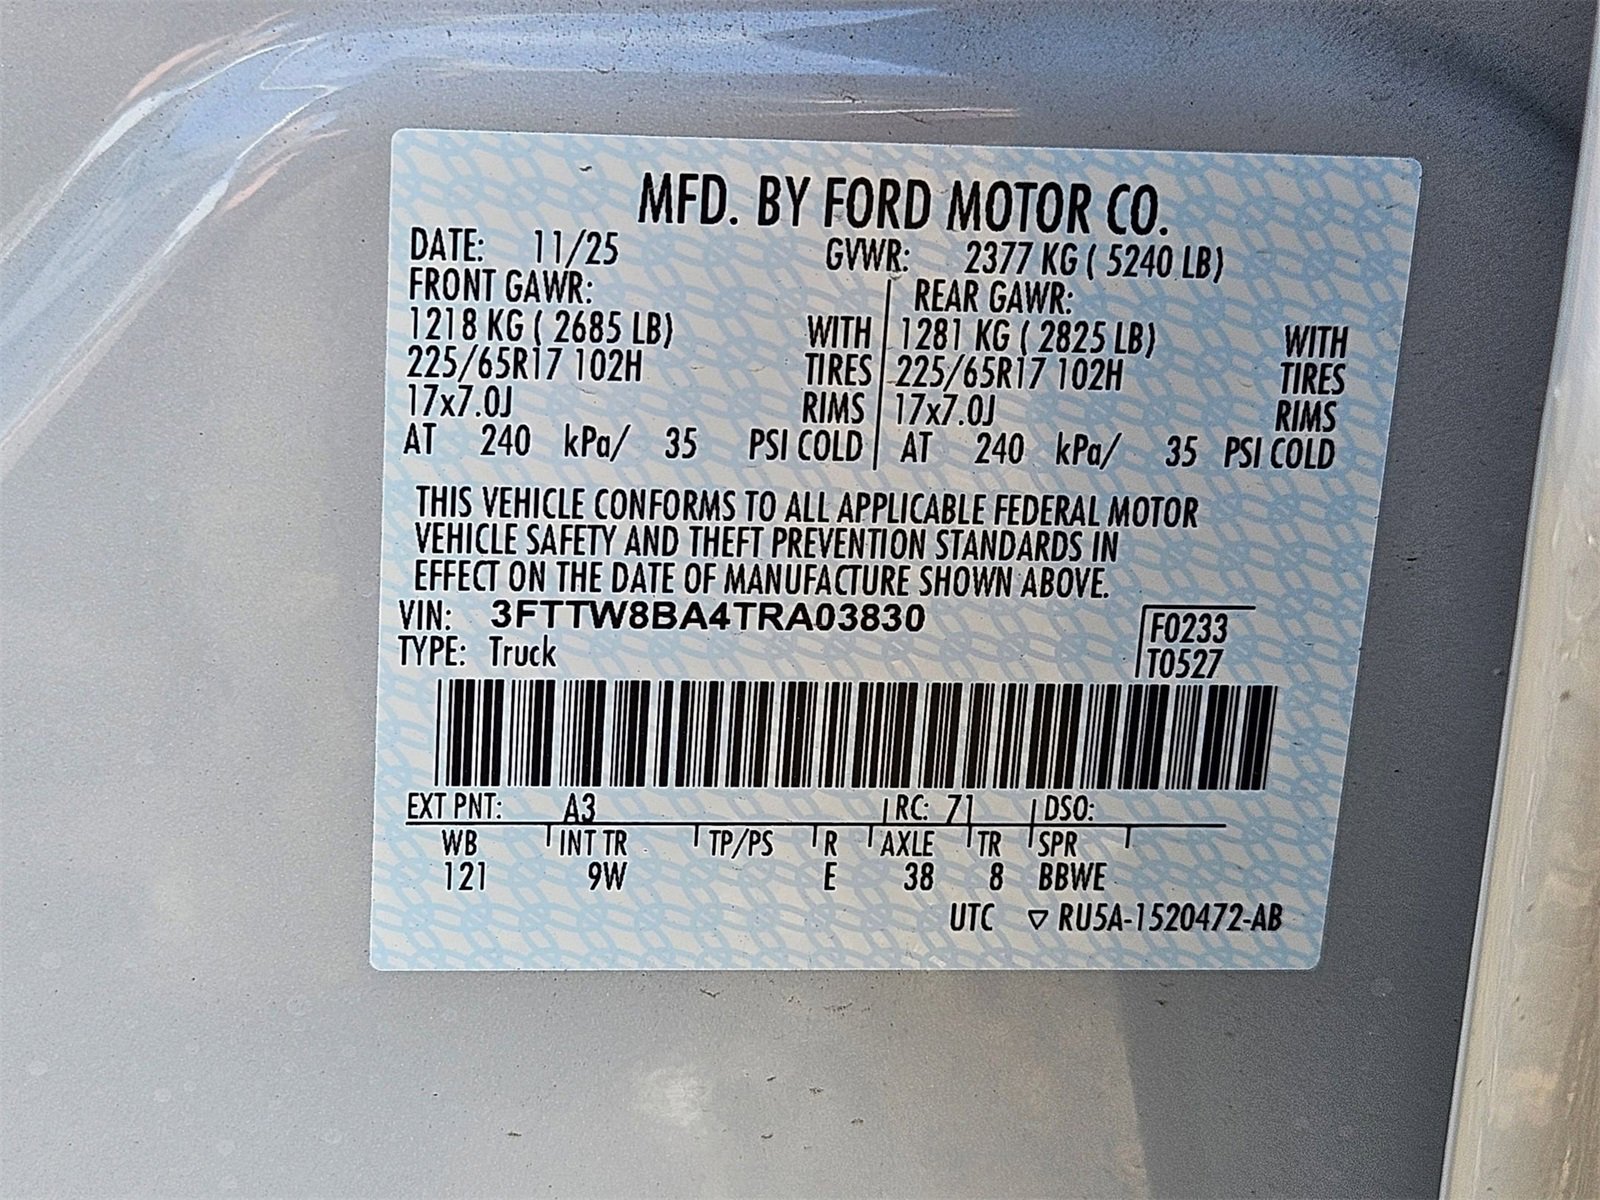 MFD. BY FORD MOTOR CO.
DATE: 11/25 GVWR: 2377 KG ( 5240 LB)
FRONT GAWR: REAR GAWR:
1218 KG ( 2685 LB) WITH 1281 KG ( 2825 LB) WITH
225/65R17 102H TIRES 225/65R17 102H TIRES
17x7.0J RIMS 17x7.0J RIMS
AT 240 kPa/ 35 PSI COLD AT 240 kPa/ 35 PSI COLD
THIS VEHICLE CONFORMS TO ALL APPLICABLE FEDERAL MOTOR
VEHICLE SAFETY AND THEFT PREVENTION STANDARDS IN
EFFECT ON THE DATE OF MANUFACTURE SHOWN ABOVE.
VIN: 3FTTW8BA4TRA03830 F0233
TYPE: Truck T0527
EXT PNT: A3 RC: 71 DSO:
WB INT TR TP/PS R AXLE TR SPR
121 9W E 38 8 BBWE
UTC ▽ RU5A-1520472-AB